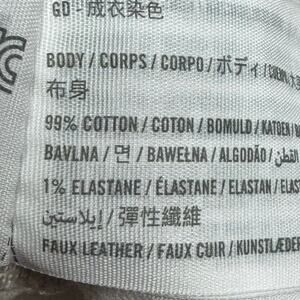 GD - 成衣染色
BODY / CORPS / CORPO / ボディ /
布身
99% COTTON / COTON / BOMULD / KATOEN /
BAVLNA / 면 / BAWEŁNA / ALGODÃO / القطن /
1% ELASTANE / ÉLASTANE / ELASTAN /
إيلاستين / 彈性纖維
FAUX LEATHER / FAUX CUIR / KUNSTLÆDER